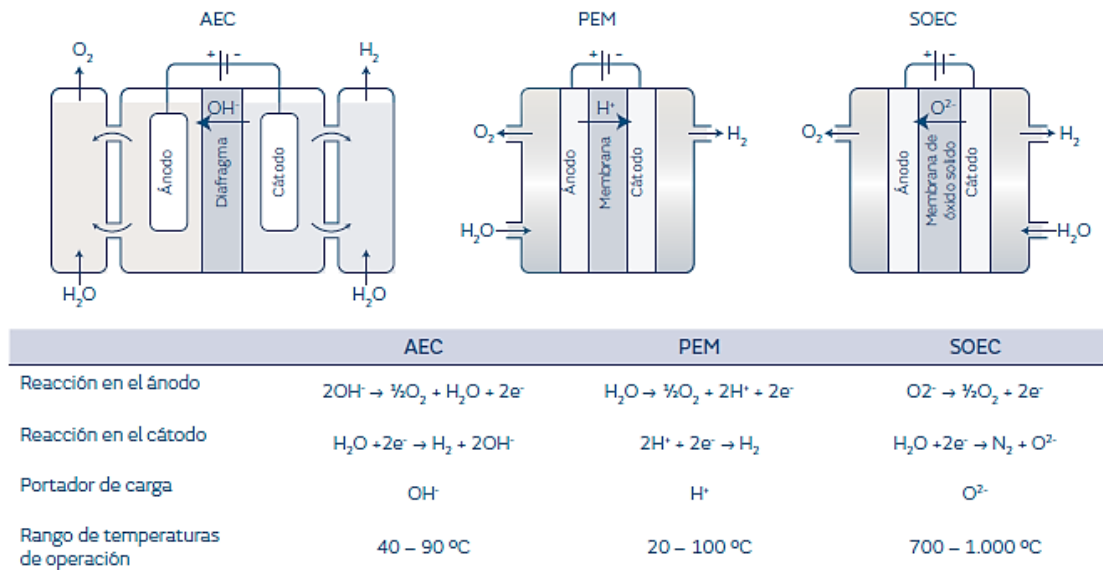 AEC
PEM
SOEC
O₂
H₂
+ -
OH⁻
Ánodo
Diafragma
Cátodo
H₂O
H₂O
+ -
H⁺
O₂
H₂
Ánodo
Membrana
Cátodo
H₂O
+ -
O²⁻
O₂
H₂
Ánodo
Membrana de
óxido solido
Cátodo
H₂O
AEC PEM SOEC
Reacción en el ánodo 2OH⁻ → ½O₂ + H₂O + 2e⁻ H₂O → ½O₂ + 2H⁺ + 2e⁻ O2⁻ → ½O₂ + 2e⁻
Reacción en el cátodo H₂O +2e⁻ → H₂ + 2OH⁻ 2H⁺ + 2e⁻ → H₂ H₂O +2e⁻ → N₂ + O²⁻
Portador de carga OH⁻ H⁺ O²⁻
Rango de temperaturas
de operación 40 – 90 ºC 20 – 100 ºC 700 – 1.000 ºC